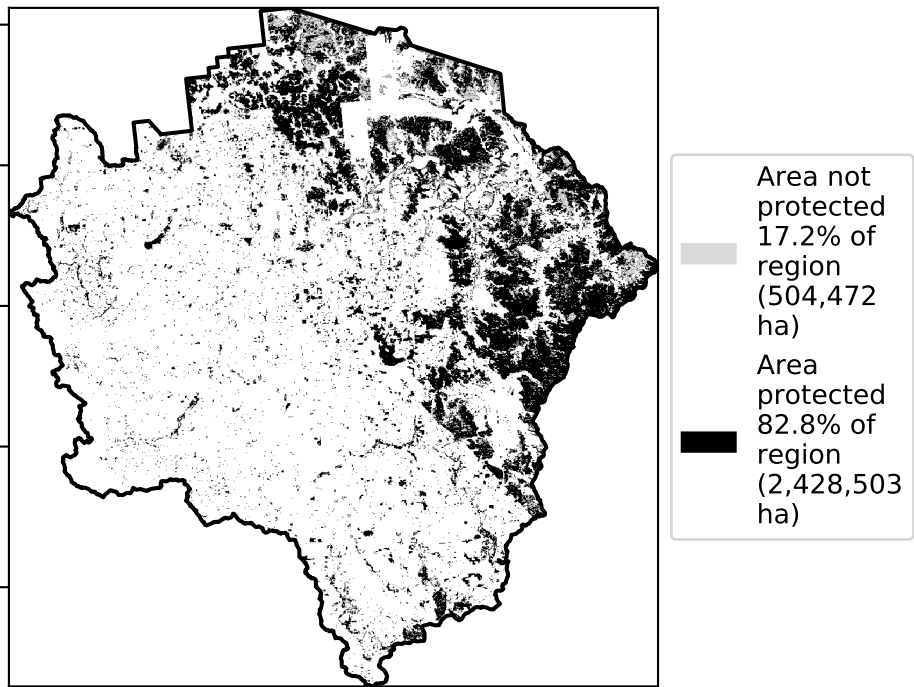 Area not
protected
17.2% of
region
(504,472
ha)
Area
protected
82.8% of
region
(2,428,503
ha)